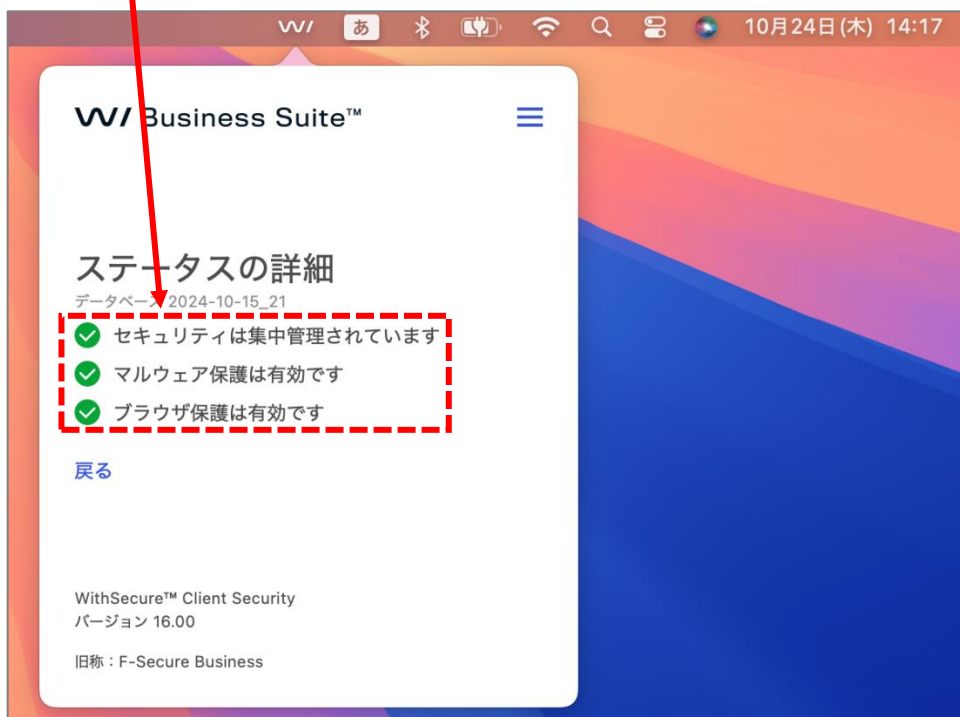 W/ あ 10月24日(木) 14:17
W/ Business Suite™
ステータスの詳細
データベース 2024-10-15_21
セキュリティは集中管理されています
マルウェア保護は有効です
ブラウザ保護は有効です
戻る
WithSecure™ Client Security
バージョン 16.00
旧称：F-Secure Business